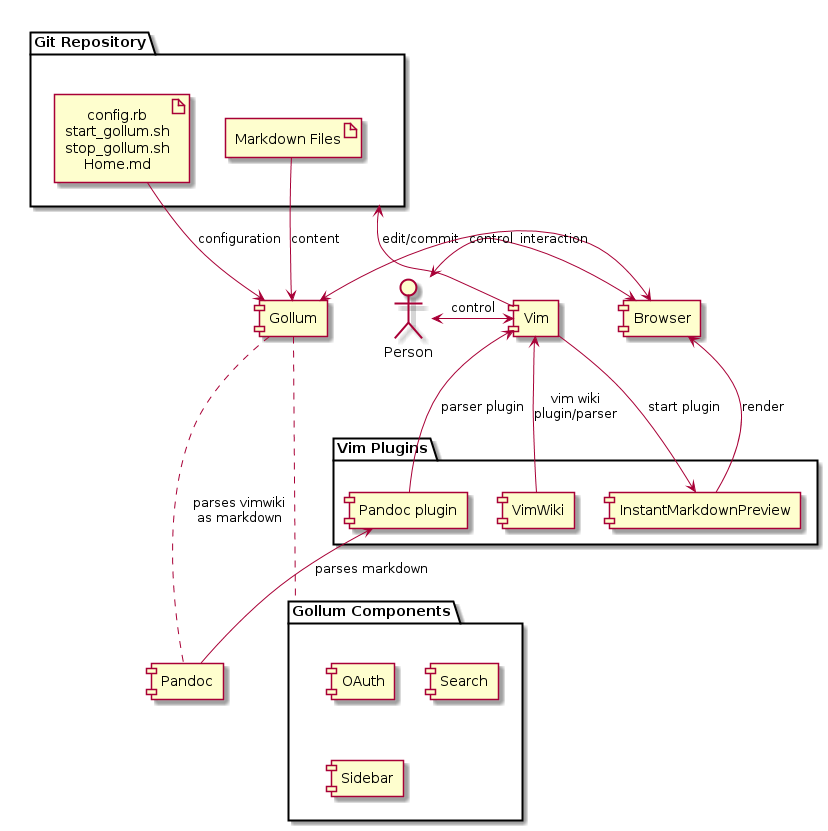 Git Repository
config.rb
start_gollum.sh
stop_gollum.sh
Home.md
Markdown Files
configuration
content
edit/commit
control
interaction
Gollum
Person
control
Vim
Browser
parser plugin
vim wiki
plugin/parser
start plugin
render
Vim Plugins
Pandoc plugin
VimWiki
InstantMarkdownPreview
parses vimwiki
as markdown
parses markdown
Gollum Components
Pandoc
OAuth
Search
Sidebar